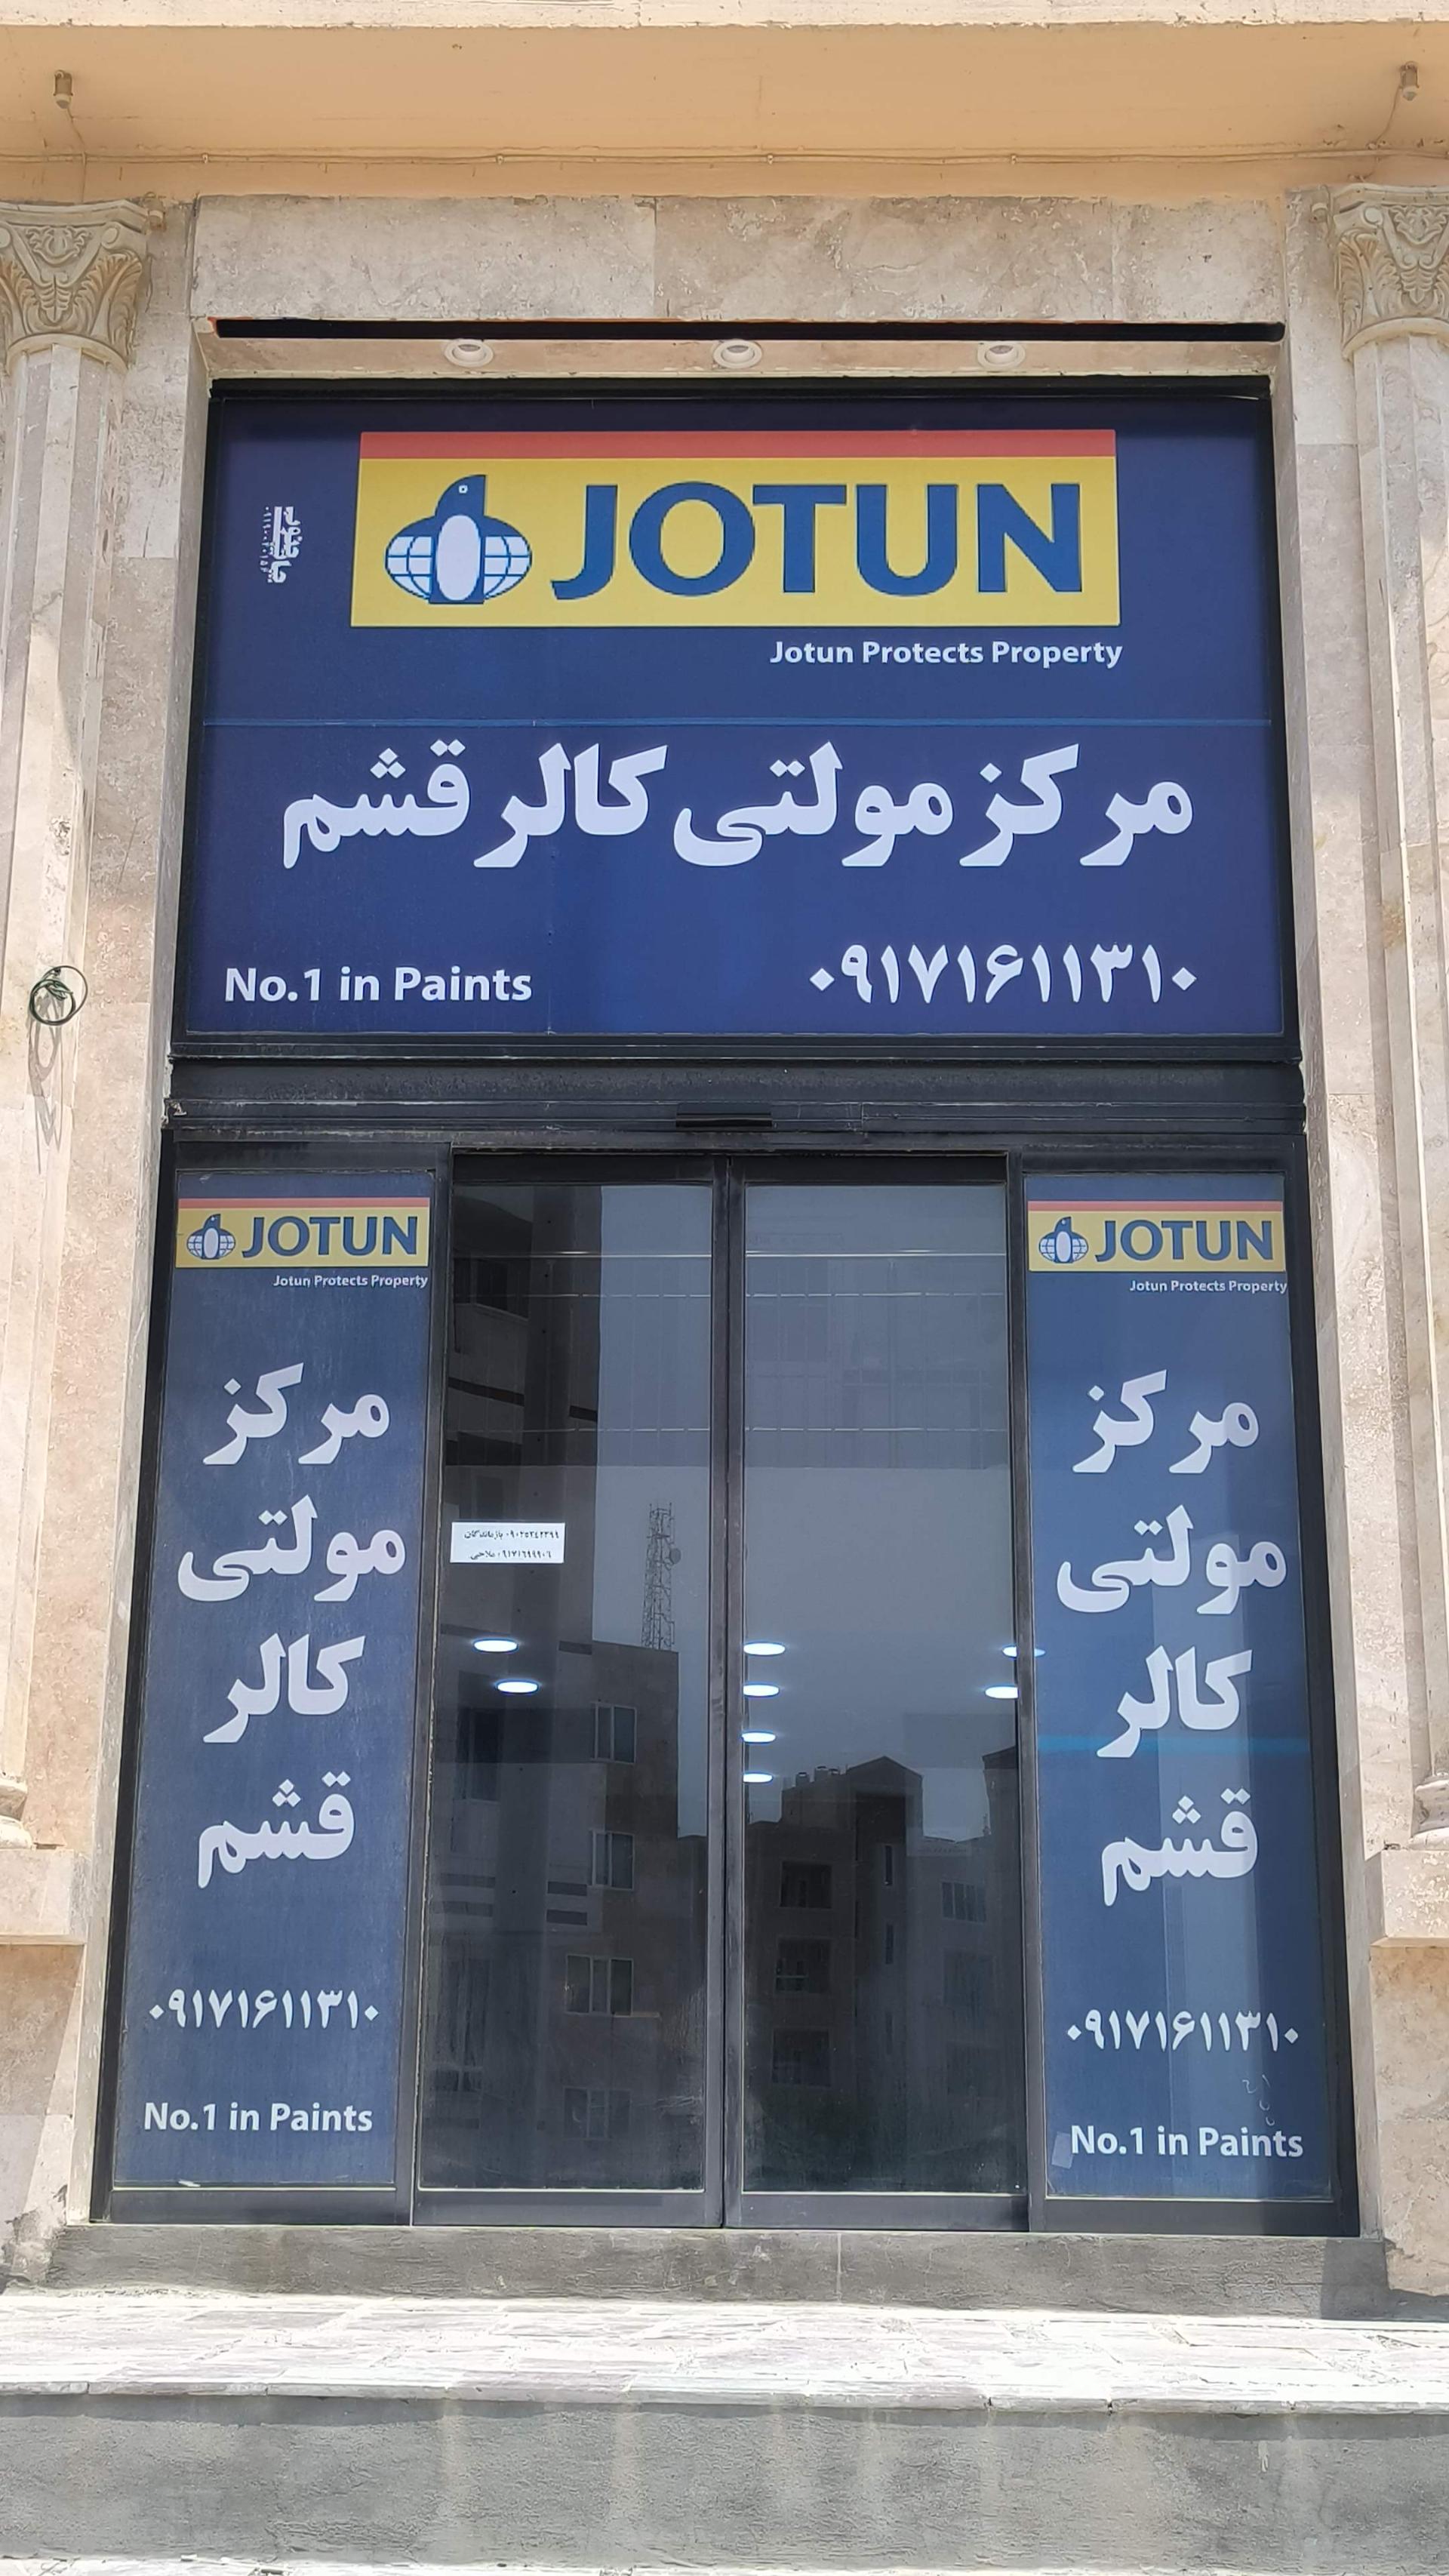 JOTUN
Jotun Protects Property
مرکز مولتی کالر قشم
۰۹۱۷۱۶۱۱۳۱۰
No.1 in Paints
JOTUN
Jotun Protects Property
مرکز
مولتی
کالر
قشم
۰۹۱۷۱۶۱۱۳۱۰
No.1 in Paints
JOTUN
Jotun Protects Property
مرکز
مولتی
کالر
قشم
۰۹۱۷۱۶۱۱۳۱۰
No.1 in Paints